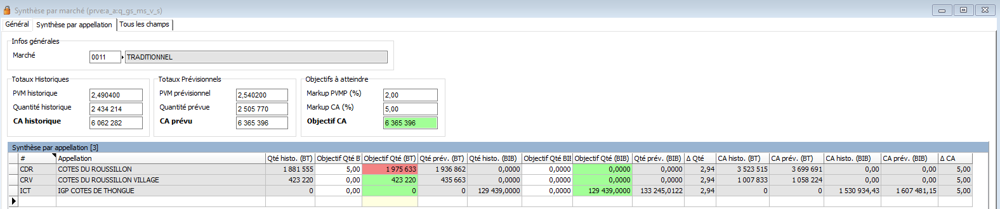 Synthèse par marché (prve:a_a:q_gs_ms_v_s)
Général Synthèse par appellation Tous les champs
Infos générales
Marché 0011 TRADITIONNEL
Totaux Historiques Totaux Prévisionnels Objectifs à atteindre
PVM historique 2,490400 PVM prévisionnel 2,540200 Markup PVMP (%) 2,00
Quantité historique 2 434 214 Quantité prévue 2 505 770 Markup CA (%) 5,00
CA historique 6 062 282 CA prévu 6 365 396 Objectif CA 6 365 396
Synthèse par appellation [3]
# Appellation Qté histo. (BT) Objectif Qté B Objectif Qté (BT) Qté prév. (BT) Qté histo. (BIB) Objectif Qté BIB Objectif Qté (BIB) Qté prév. (BIB) Δ Qté CA histo. (BT) CA prév. (BT) CA histo. (BIB) CA prév. (BIB) Δ CA
CDR COTES DU ROUSSILLON 1 881 555 5,00 1 975 633 1 936 862 0,0000 0,0000 0,0000 0,0000 2,94 3 523 515 3 699 691 0,00 0,00 5,00
CRV COTES DU ROUSSILLON VILLAGE 423 220 0,00 423 220 435 663 0,0000 0,0000 0,0000 0,0000 2,94 1 007 833 1 058 224 0,00 0,00 5,00
ICT IGP COTES DE THONGUE 0 0,00 0 0 129 439,0000 0,0000 129 439,0000 133 245,0122 2,94 0 0 1 530 934,43 1 607 481,15 5,00